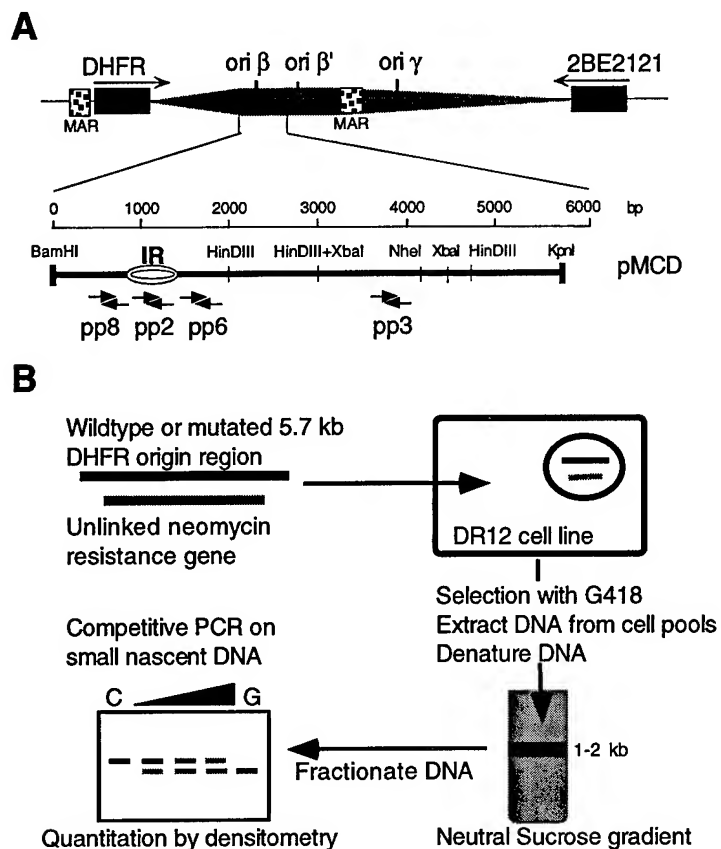 A
DHFR
ori β
ori β'
ori γ
2BE2121
MAR
MAR
0 1000 2000 3000 4000 5000 6000 bp
BamHI
IR
HinDIII
HinDIII+XbaI
NheI
XbaI
HinDIII
KpnI
pMCD
pp8
pp2
pp6
pp3
B
Wildtype or mutated 5.7 kb
DHFR origin region
Unlinked neomycin
resistance gene
DR12 cell line
Selection with G418
Extract DNA from cell pools
Denature DNA
Competitive PCR on
small nascent DNA
C G
1-2 kb
Fractionate DNA
Quantitation by densitometry
Neutral Sucrose gradient